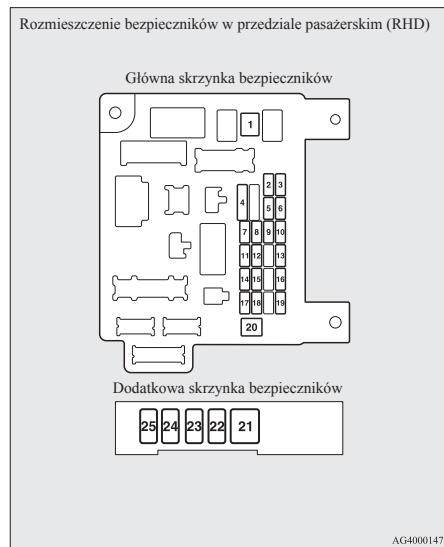 Rozmieszczenie bezpieczników w przedziale pasażerskim (RHD)
Główna skrzynka bezpieczników
1
2 3
4 5 6
7 8 9 10
11 12 13
14 15 16
17 18 19
20
Dodatkowa skrzynka bezpieczników
25 24 23 22 21
AG4000147